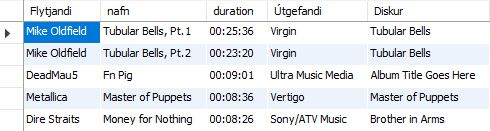 Flytjandi nafn duration Útgefandi Diskur
Mike Oldfield Tubular Bells, Pt.1 00:25:36 Virgin Tubular Bells
Mike Oldfield Tubular Bells, Pt.2 00:23:20 Virgin Tubular Bells
DeadMau5 Fn Pig 00:09:01 Ultra Music Media Album Title Goes Here
Metallica Master of Puppets 00:08:36 Vertigo Master of Puppets
Dire Straits Money for Nothing 00:08:26 Sony/ATV Music Brother in Arms